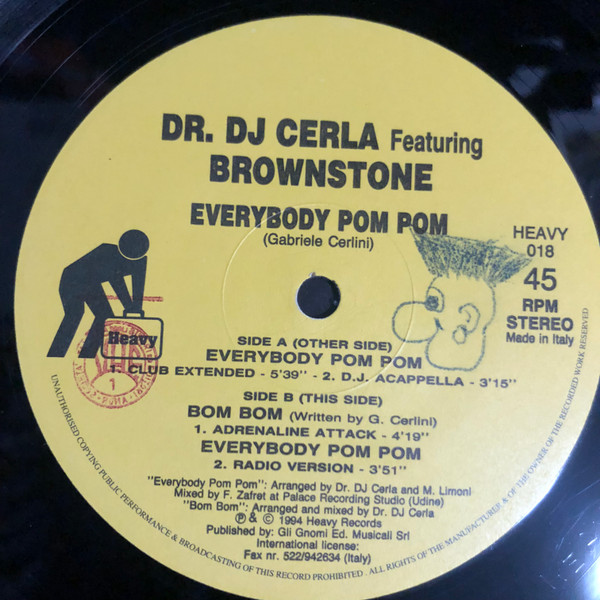 DR. DJ CERLA Featuring
BROWNSTONE
EVERYBODY POM POM
(Gabriele Cerlini)
HEAVY
018
45
RPM
STEREO
Made in Italy
Heavy
SIDE A (OTHER SIDE)
EVERYBODY POM POM
1. CLUB EXTENDED - 5'39" - 2. D.J. ACAPPELLA - 3'15"
SIDE B (THIS SIDE)
BOM BOM (Written by G. Cerlini)
1. ADRENALINE ATTACK - 4'19"
EVERYBODY POM POM
2. RADIO VERSION - 3'51"
"Everybody Pom Pom": Arranged by Dr. DJ Cerla and M. Limoni
Mixed by F. Zafret at Palace Recording Studio (Udine)
"Bom Bom": Arranged and mixed by Dr. DJ Cerla
℗ & © 1994 Heavy Records
Published by: Gli Gnomi Ed. Musicali Srl
International license:
Fax nr. 522/942634 (Italy)
UNAUTHORISED COPYING PUBLIC PERFORMANCE & BROADCASTING OF THIS RECORD PROHIBITED . ALL RIGHTS OF THE MANUFACTURER & OF THE OWNER OF THE RECORDED WORK RESERVED
1
ROMA